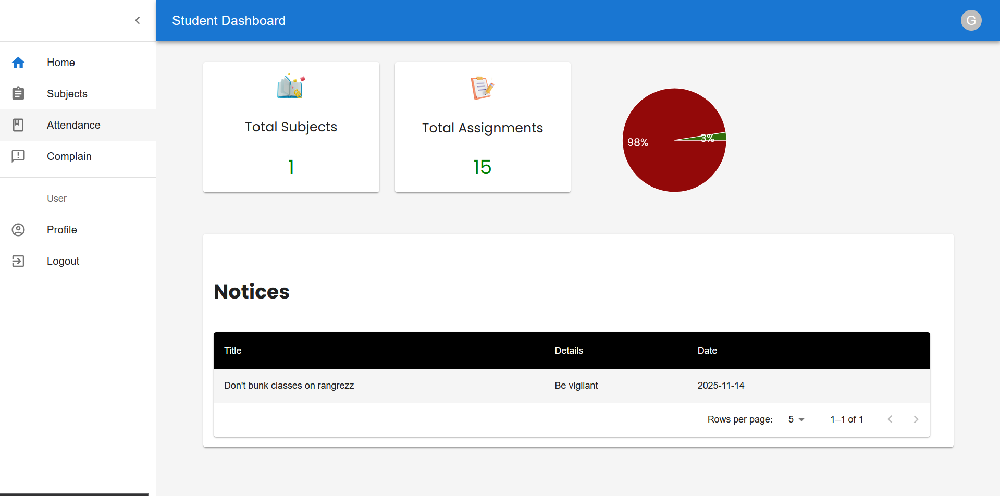 Student Dashboard
G
Home
Subjects
Attendance
Complain
User
Profile
Logout
Total Subjects
1
Total Assignments
15
98%
3%
Notices
Title Details Date
Don't bunk classes on rangrezz Be vigilant 2025-11-14
Rows per page: 5 1–1 of 1